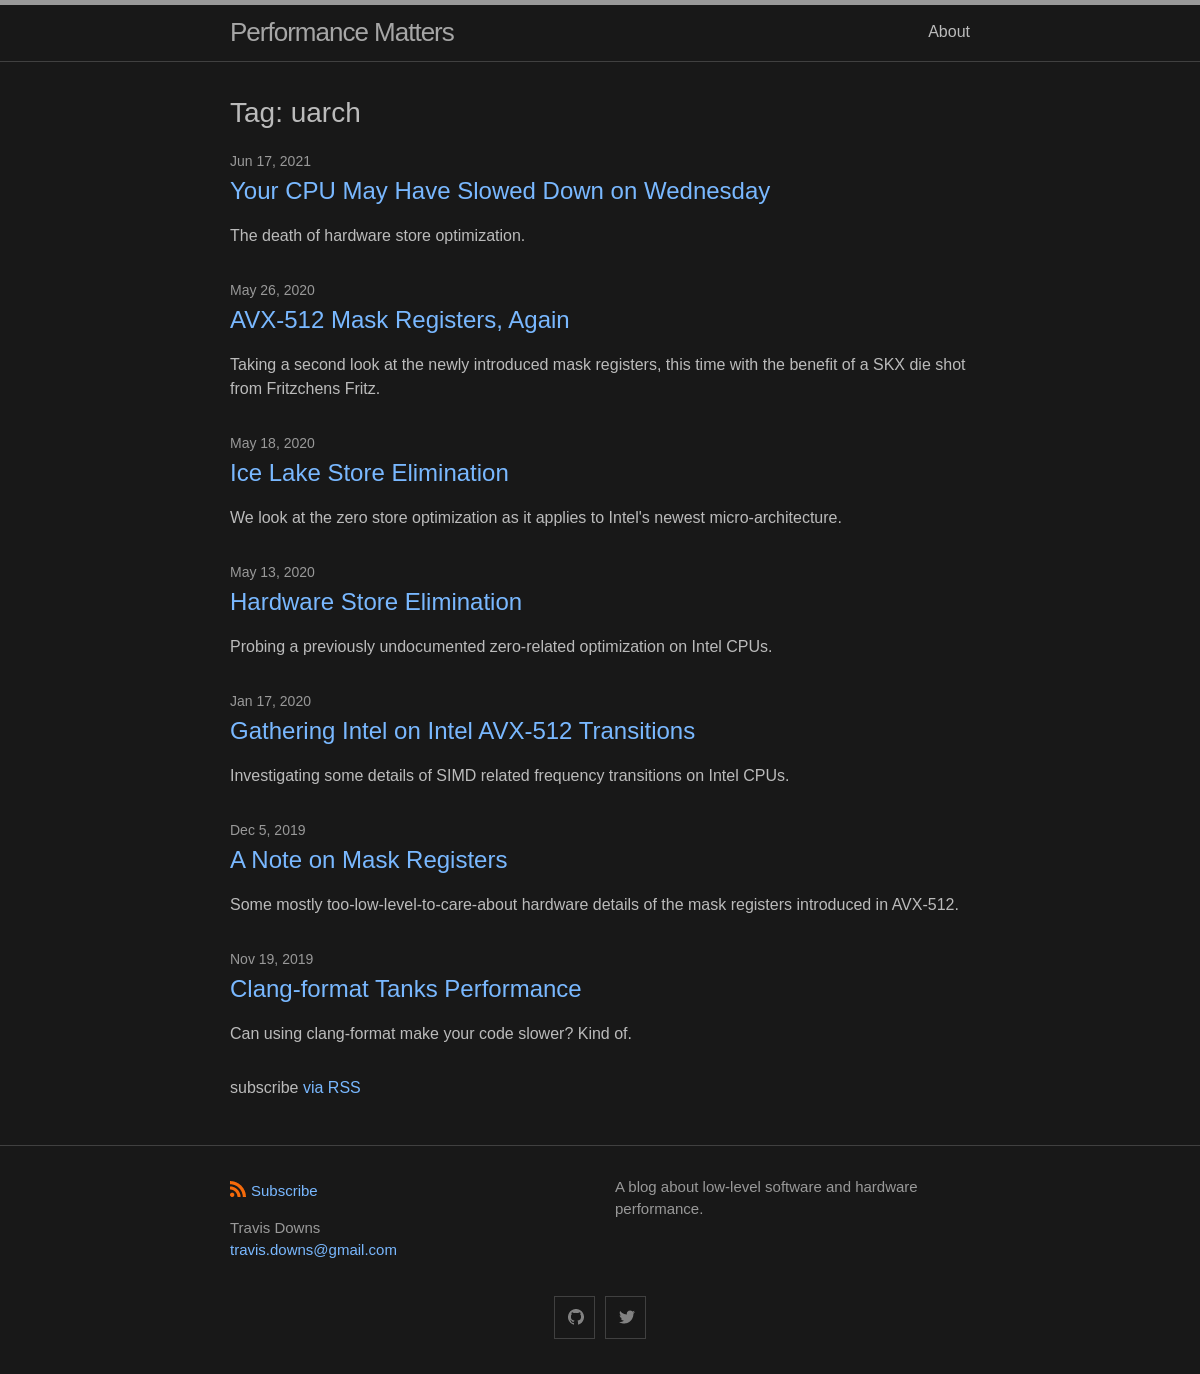 Performance Matters
About
Tag: uarch
Jun 17, 2021
Your CPU May Have Slowed Down on Wednesday
The death of hardware store optimization.
May 26, 2020
AVX-512 Mask Registers, Again
Taking a second look at the newly introduced mask registers, this time with the benefit of a SKX die shot
from Fritzchens Fritz.
May 18, 2020
Ice Lake Store Elimination
We look at the zero store optimization as it applies to Intel's newest micro-architecture.
May 13, 2020
Hardware Store Elimination
Probing a previously undocumented zero-related optimization on Intel CPUs.
Jan 17, 2020
Gathering Intel on Intel AVX-512 Transitions
Investigating some details of SIMD related frequency transitions on Intel CPUs.
Dec 5, 2019
A Note on Mask Registers
Some mostly too-low-level-to-care-about hardware details of the mask registers introduced in AVX-512.
Nov 19, 2019
Clang-format Tanks Performance
Can using clang-format make your code slower? Kind of.
subscribe via RSS
Subscribe
Travis Downs
travis.downs@gmail.com
A blog about low-level software and hardware
performance.